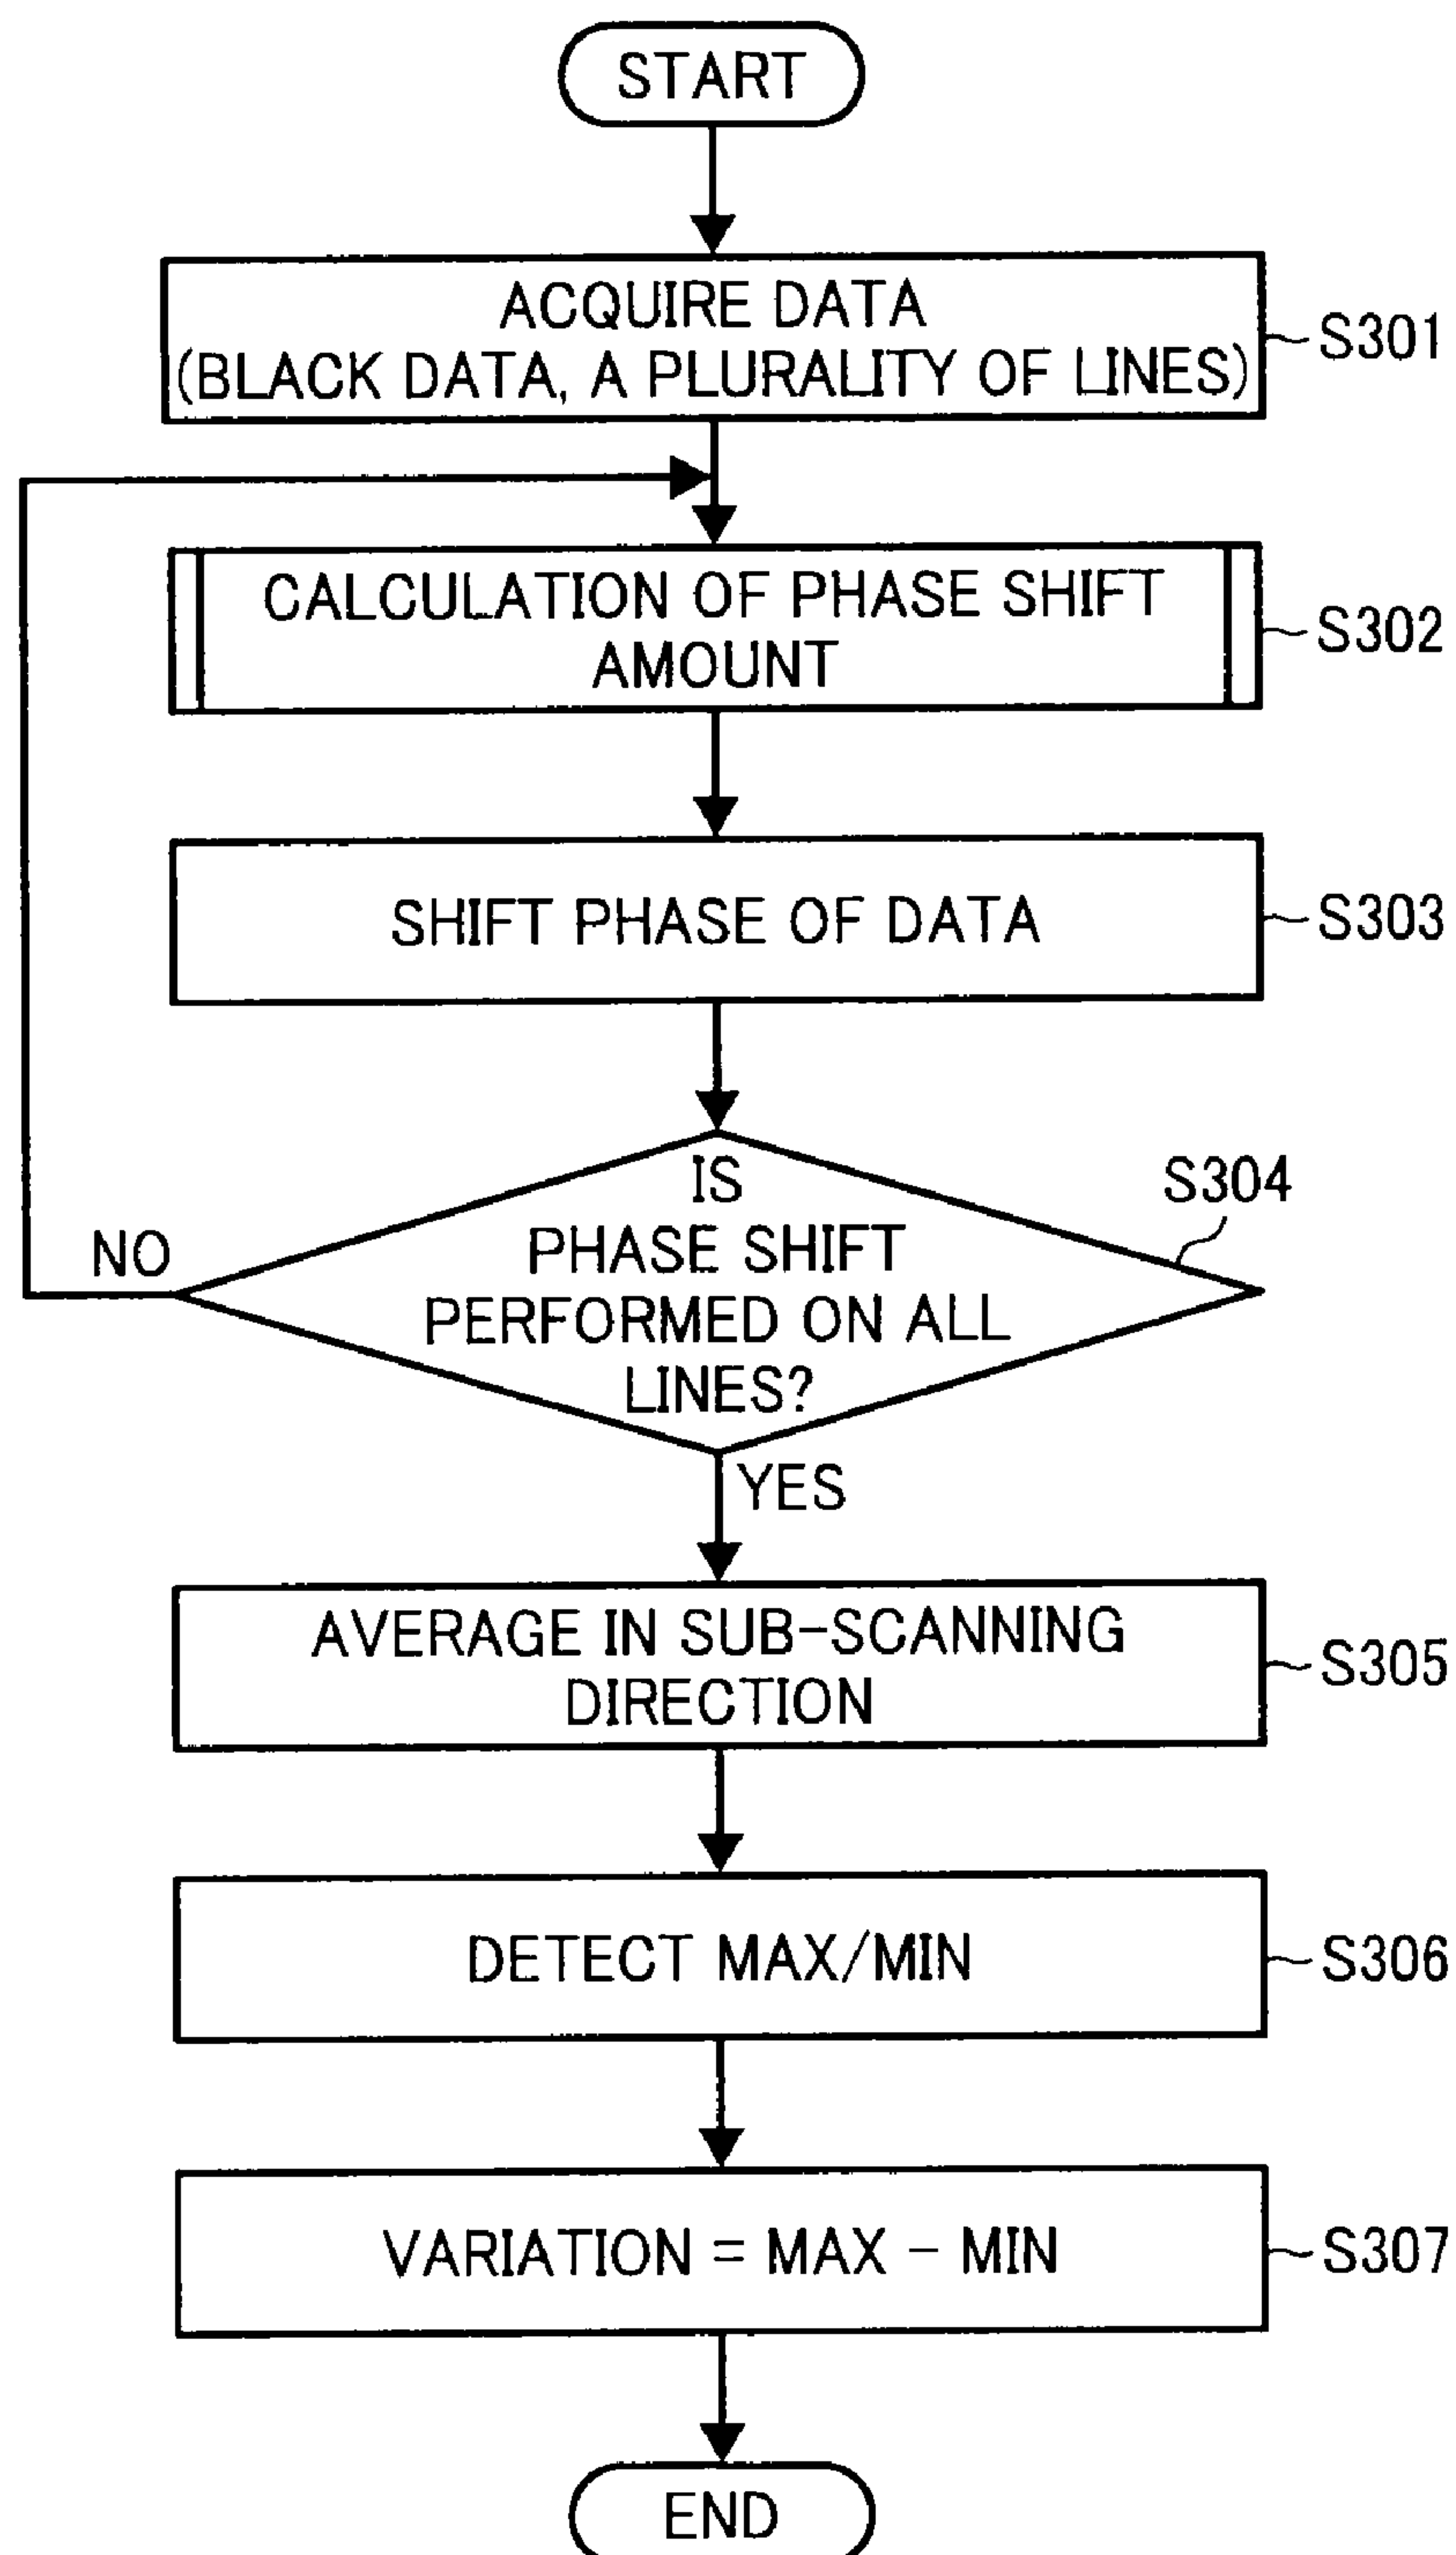 START
ACQUIRE DATA
(BLACK DATA, A PLURALITY OF LINES)
S301
CALCULATION OF PHASE SHIFT
AMOUNT
S302
SHIFT PHASE OF DATA
S303
IS
PHASE SHIFT
PERFORMED ON ALL
LINES?
S304
NO
YES
AVERAGE IN SUB-SCANNING
DIRECTION
S305
DETECT MAX/MIN
S306
VARIATION = MAX - MIN
S307
END